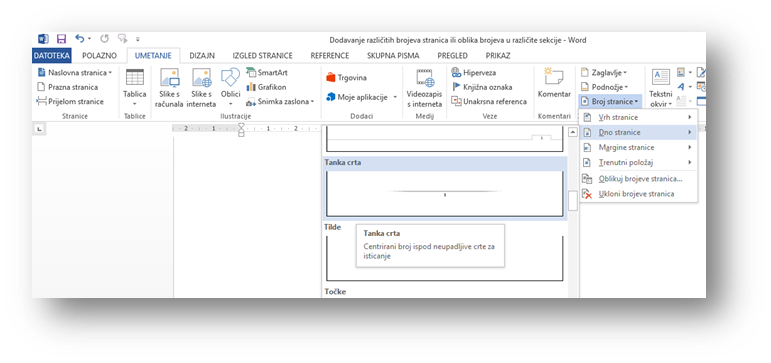 Dodavanje različitih brojeva stranica ili oblika brojeva u različite sekcije - Word
DATOTEKA POLAZNO UMETANJE DIZAJN IZGLED STRANICE REFERENCE SKUPNA PISMA PREGLED PRIKAZ
Naslovna stranica
Prazna stranica
Prijelom stranice
Stranice
Tablica
Tablice
Slike s
računala
Slike s
interneta
Oblici
SmartArt
Grafikon
Snimka zaslona
Ilustracije
Trgovina
Moje aplikacije
Dodaci
Videozapis
s interneta
Medij
Hiperveza
Knjižna oznaka
Unakrsna referenca
Veze
Komentar
Komentari
Zaglavlje
Podnožje
Broj stranice
Tekstni
okvir
Vrh stranice
Dno stranice
Margine stranice
Trenutni položaj
Oblikuj brojeve stranica...
Ukloni brojeve stranica
2 1 1 2
Tanka crta
Tilde
Tanka crta
Centrirani broj ispod neupadljive crte za
isticanje
Točke